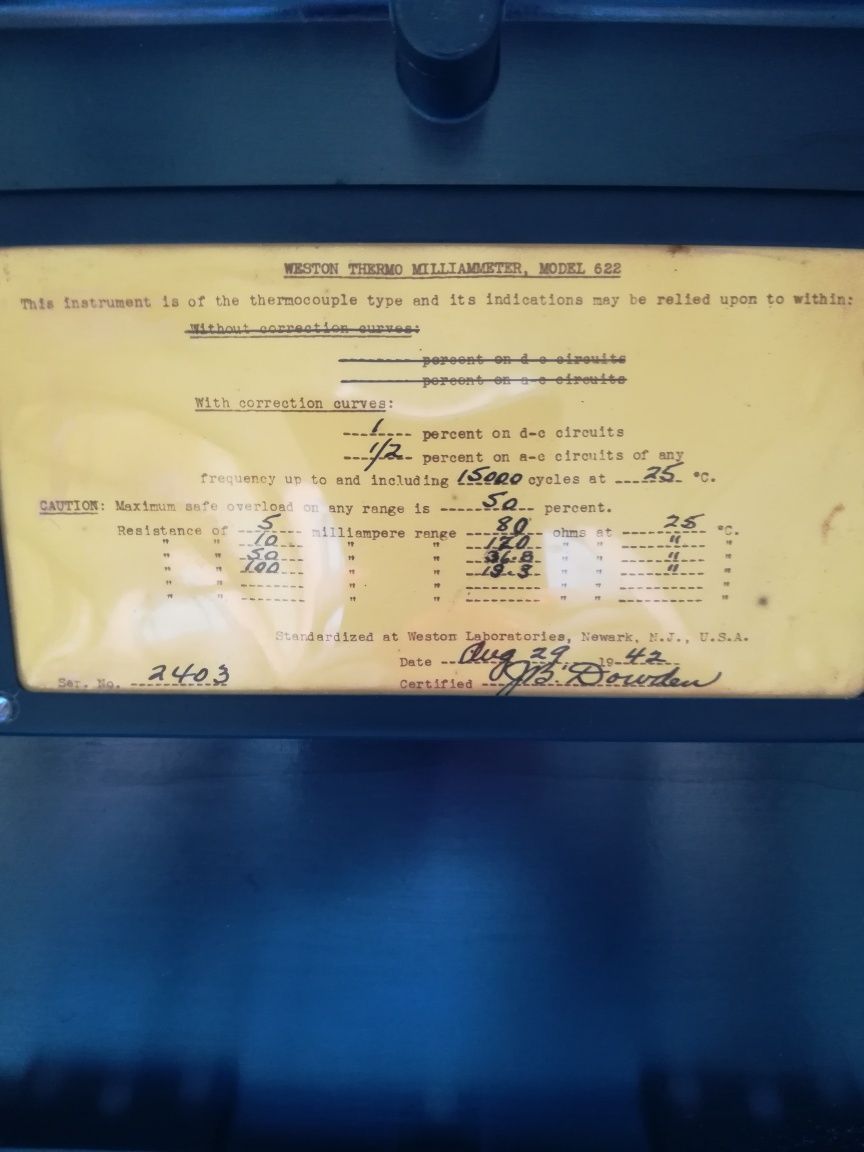 WESTON THERMO MILLIAMMETER, MODEL 622
This instrument is of the thermocouple type and its indications may be relied upon to within:
Without correction curves:
-------- percent on d-c circuits
-------- percent on a-c circuits
With correction curves:
1 percent on d-c circuits
1/2 percent on a-c circuits of any
frequency up to and including 15000 cycles at 25 °C.
CAUTION: Maximum safe overload on any range is 50 percent.
Resistance of 5 milliampere range 80 ohms at 25 °C.
" " 10 " " 120 " " " "
" " 50 " " 36.8 " " " "
" " 100 " " 19.3 " " " "
" " -------- " " -------- " " -------- "
" " -------- " " -------- " " -------- "
Standardized at Weston Laboratories, Newark, N.J., U.S.A.
Date Aug 29 1942
Ser. No. 2403 Certified JB Dowden